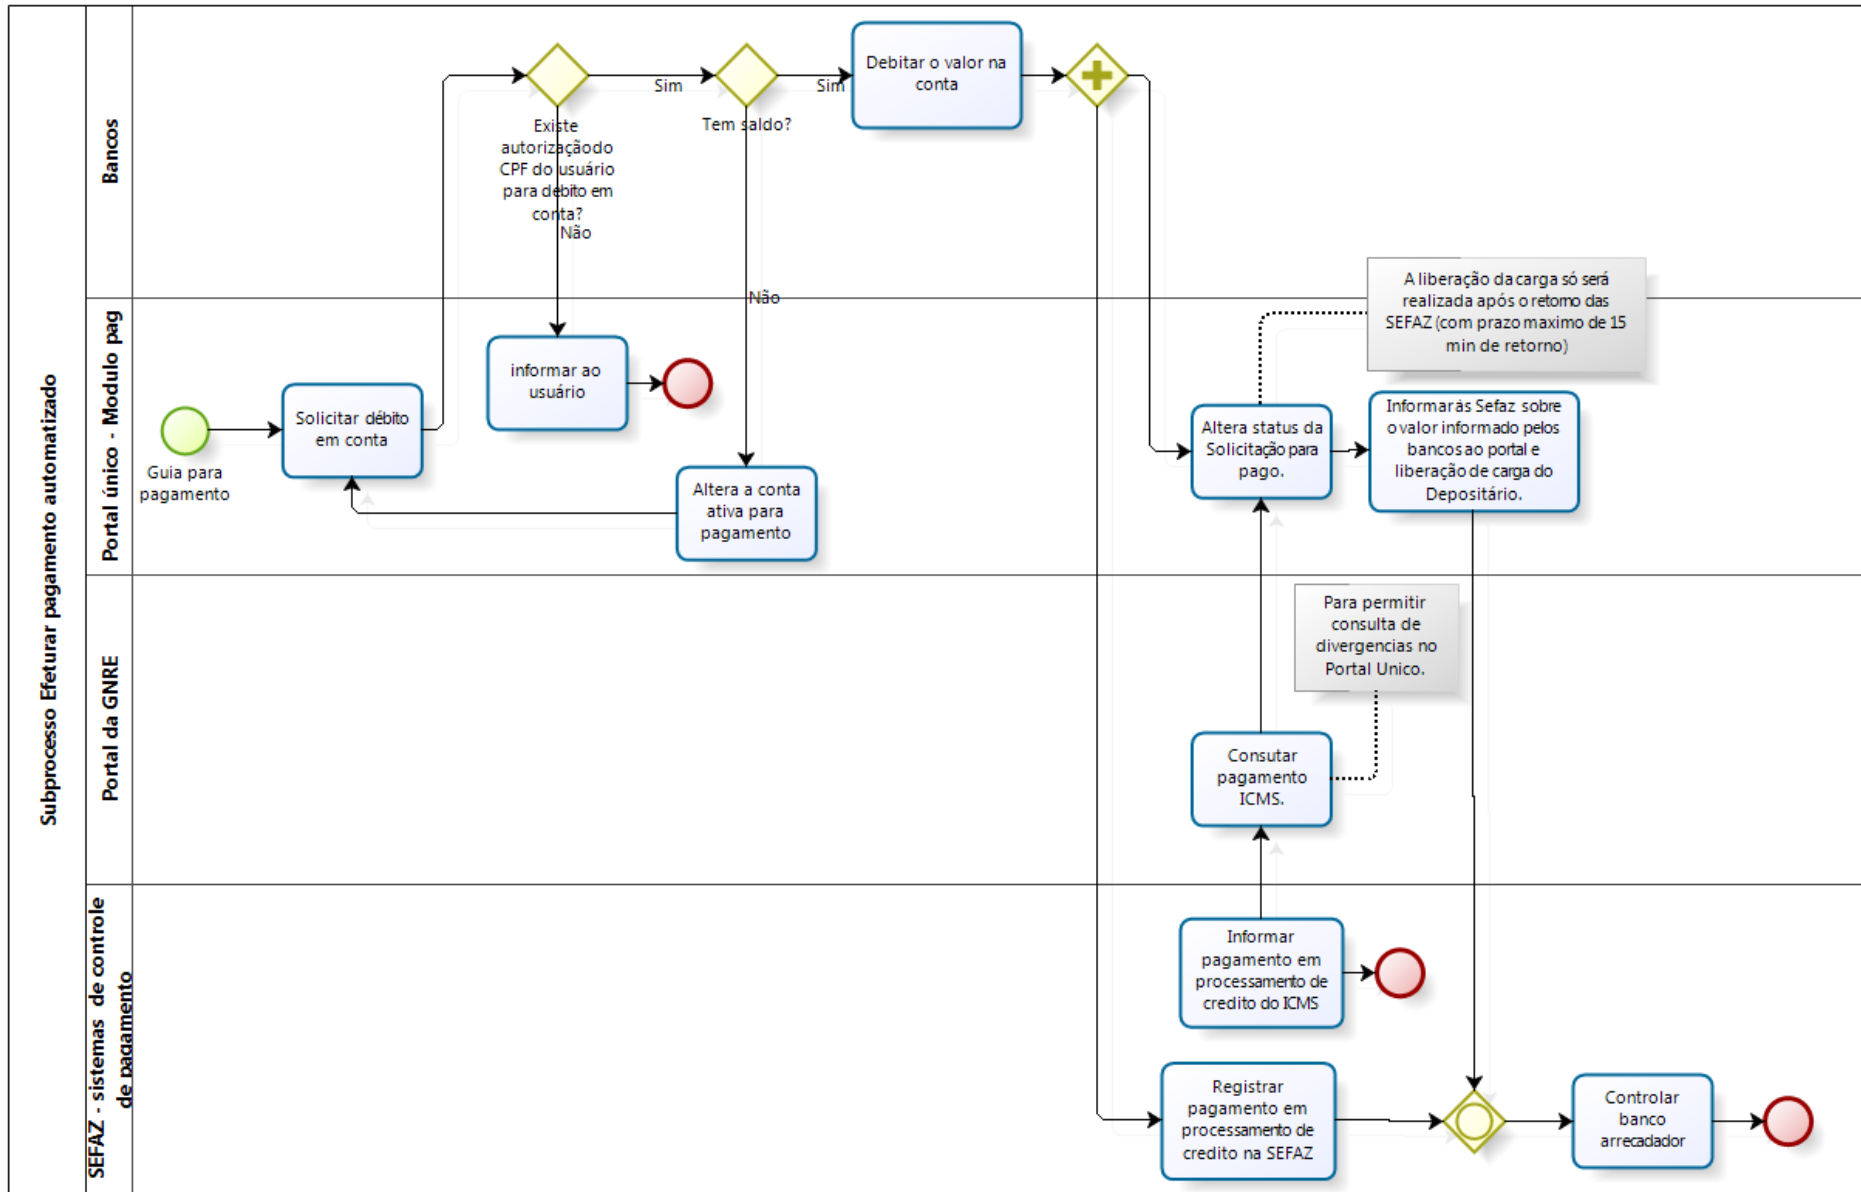 Subprocesso Efeturar pagamento automatizado
Bancos
Existe
autorizaçãodo
CPF do usuário
para debito em
conta?
Sim
Não
Tem saldo?
Sim
Não
Debitar o valor na
conta
Portal único - Modulo pag
Guia para
pagamento
Solicitar débito
em conta
informar ao
usuário
Altera a conta
ativa para
pagamento
A liberação da carga só será
realizada após o retorno das
SEFAZ (com prazo maximo de 15
min de retorno)
Altera status da
Solicitação para
pago.
Informar ás Sefaz sobre
o valor informado pelos
bancos ao portal e
liberação de carga do
Depositário.
Portal da GNRE
Para permitir
consulta de
divergencias no
Portal Unico.
Consutar
pagamento
ICMS.
SEFAZ - sistemas de controle
de pagamento
Informar
pagamento em
processamento de
credito do ICMS
Registrar
pagamento em
processamento de
credito na SEFAZ
Controlar
banco
arrecadador